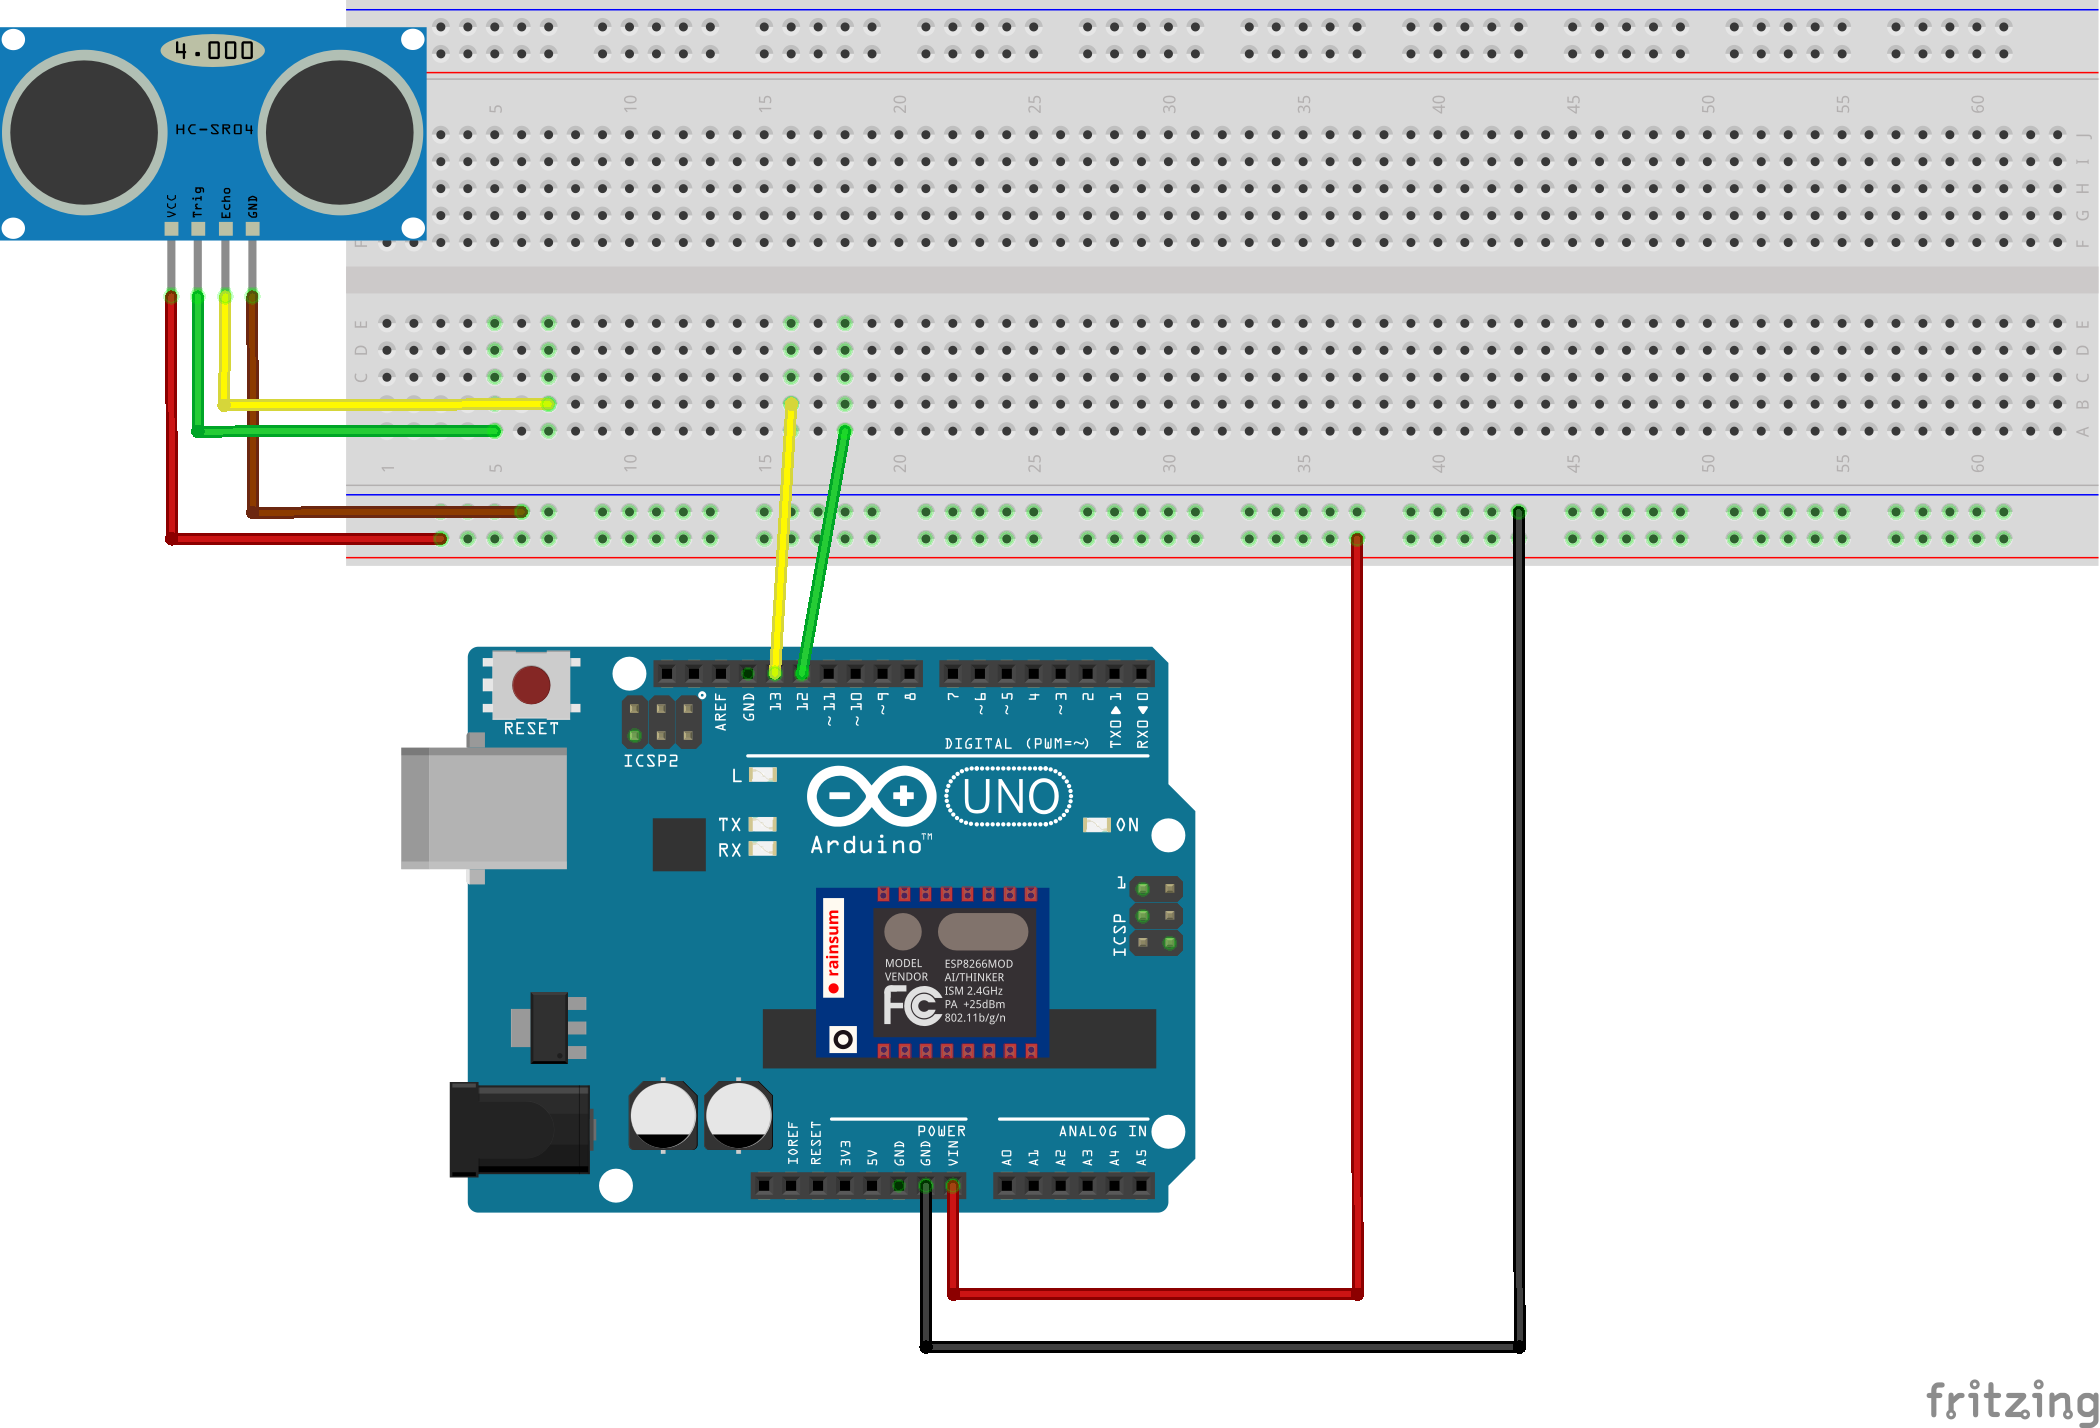 4.000
HC-SR04
VCC
Trig
Echo
GND
5 10 15 20 25 30 35 40 45 50 55 60
J
I
H
G
F
F
E
D
C
E
D
C
B
A
1 5 10 15 20 25 30 35 40 45 50 55 60
RESET
ICSP2
AREF
GND
13
12
~11
~10
~9
8
7
~6
~5
4
~3
2
TX0▶1
RX0◀0
DIGITAL (PWM=~)
L
TX
RX
Arduino™
UNO
ON
1
ICSP
rainsum
MODEL ESP8266MOD
VENDOR AI/THINKER
ISM 2.4GHz
PA +25dBm
802.11b/g/n
FC
POWER
ANALOG IN
IOREF
RESET
3V3
5V
GND
GND
VIN
A0
A1
A2
A3
A4
A5
fritzing